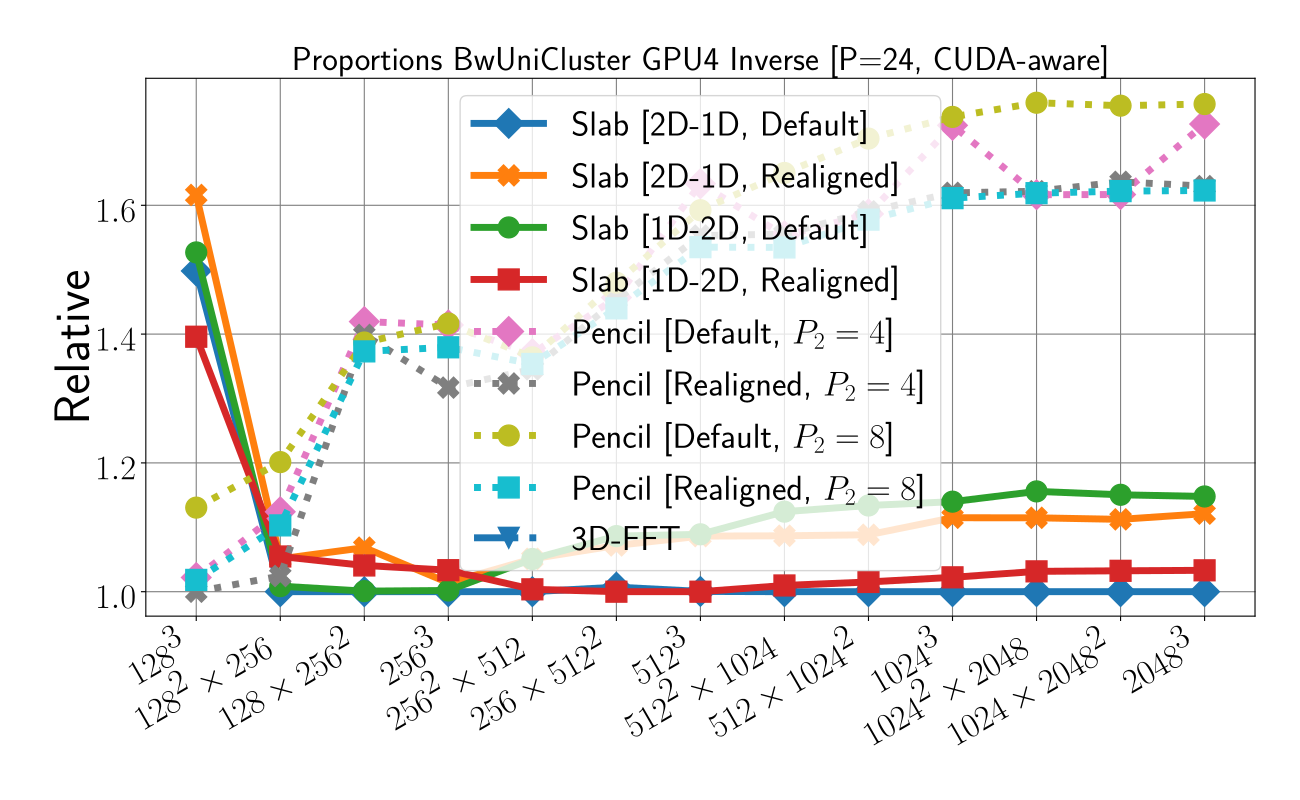 Proportions BwUniCluster GPU4 Inverse [P=24, CUDA-aware]
Relative
1.6
1.4
1.2
1.0
Slab [2D-1D, Default]
Slab [2D-1D, Realigned]
Slab [1D-2D, Default]
Slab [1D-2D, Realigned]
Pencil [Default, P₂ = 4]
Pencil [Realigned, P₂ = 4]
Pencil [Default, P₂ = 8]
Pencil [Realigned, P₂ = 8]
3D-FFT
128³
128² × 256
128 × 256²
256³
256² × 512
256 × 512²
512³
512² × 1024
512 × 1024²
1024³
1024² × 2048
1024 × 2048²
2048³